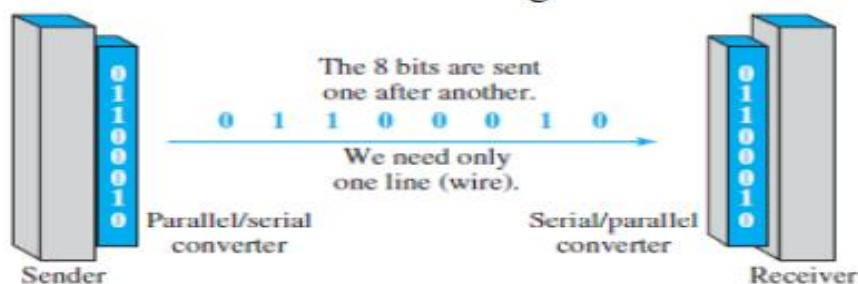 The 8 bits are sent
one after another.
0 1 1 0 0 0 1 0
We need only
one line (wire).
0
1
1
0
0
0
1
0
Parallel/serial
converter
Sender
0
1
1
0
0
0
1
0
Serial/parallel
converter
Receiver